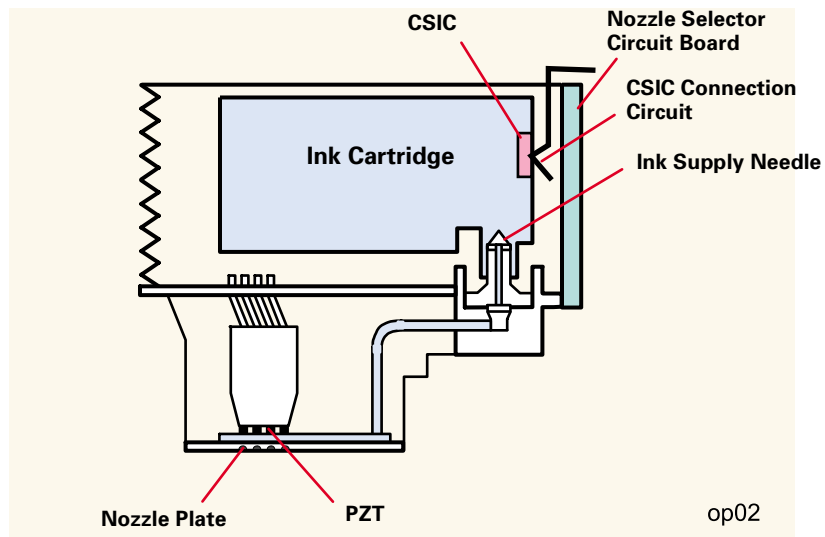 CSIC
Nozzle Selector
Circuit Board
CSIC Connection
Circuit
Ink Cartridge
Ink Supply Needle
Nozzle Plate
PZT
op02